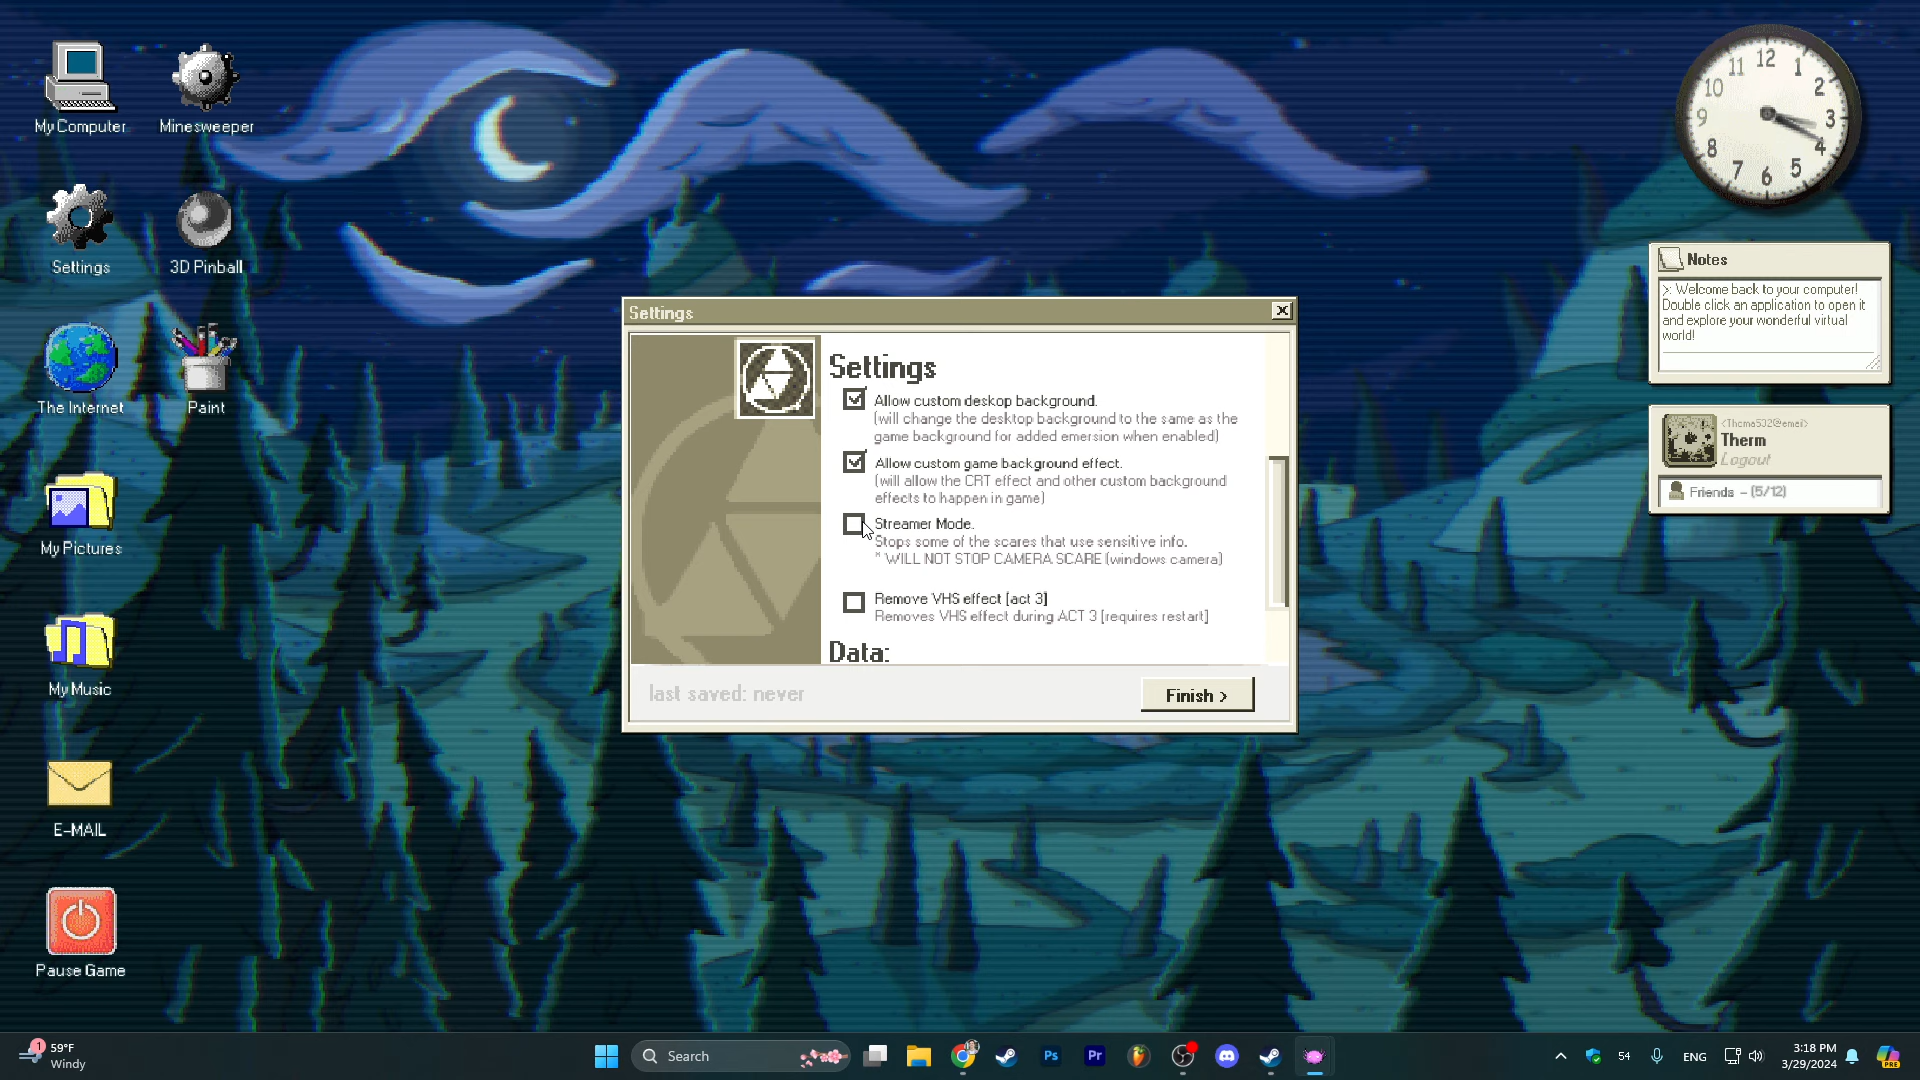 My Computer
Minesweeper
Settings
3D Pinball
The Internet
Paint
My Pictures
My Music
E-MAIL
Pause Game
Settings
Settings
Allow custom deskop background.
(will change the desktop background to the same as the
game background for added emersion when enabled)
Allow custom game background effect.
(will allow the CRT effect and other custom background
effects to happen in game)
Streamer Mode.
Stops some of the scares that use sensitive info.
* WILL NOT STOP CAMERA SCARE (windows camera)
Remove VHS effect [act 3]
Removes VHS effect during ACT 3 [requires restart]
Data:
last saved: never
Finish >
12
1
2
3
4
5
6
7
8
9
10
11
Notes
>: Welcome back to your computer!
Double click an application to open it
and explore your wonderful virtual
world!
<Thoma532@email>
Therm
Logout
Friends - (5/12)
1
59°F
Windy
Search
Ps
Pr
54
ENG
3:18 PM
3/29/2024
PRE